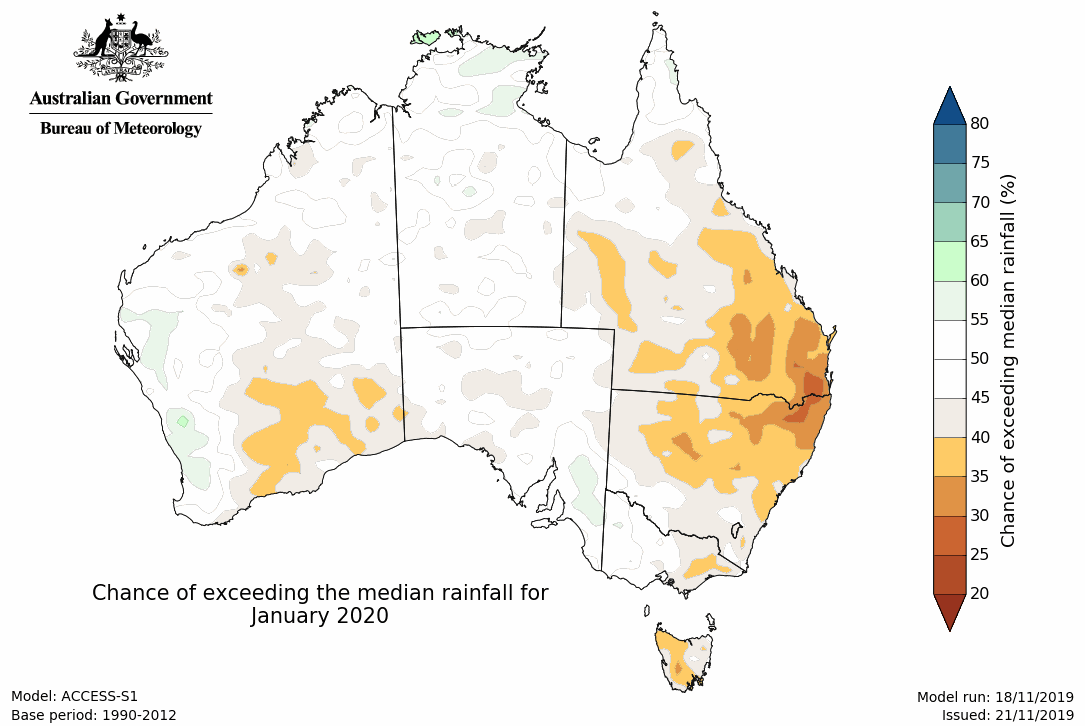 Australian Government
Bureau of Meteorology
80
75
70
65
60
55
50
45
40
35
30
25
20
Chance of exceeding median rainfall (%)
Chance of exceeding the median rainfall for
January 2020
Model: ACCESS-S1
Base period: 1990-2012
Model run: 18/11/2019
Issued: 21/11/2019